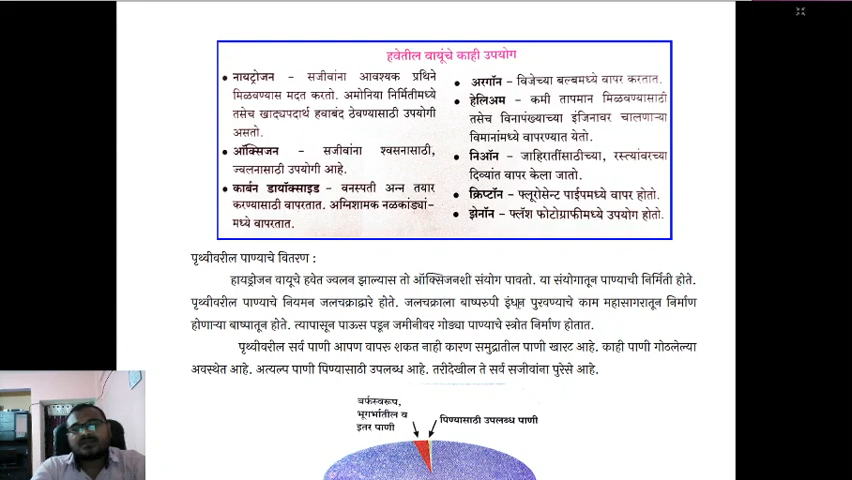 हवेतील वायूंचे काही उपयोग
• नायट्रोजन – सजीवांना आवश्यक प्रथिने
मिळवण्यास मदत करतो. अमोनिया निर्मितीमध्ये
तसेच खाद्यपदार्थ हवाबंद ठेवण्यासाठी उपयोगी
असतो.
• ऑक्सिजन – सजीवांना श्वसनासाठी,
ज्वलनासाठी उपयोगी आहे.
• कार्बन डायॉक्साइड – वनस्पती अन्न तयार
करण्यासाठी वापरतात. अग्निशामक नळकांड्यां-
मध्ये वापरतात.
• अरगॉन – विजेच्या बल्बमध्ये वापर करतात.
• हेलिअम – कमी तापमान मिळवण्यासाठी
तसेच विनापंख्याच्या इंजिनावर चालणाऱ्या
विमानांमध्ये वापरण्यात येतो.
• निऑन – जाहिरातींसाठीच्या, रस्त्यांवरच्या
दिव्यांत वापर केला जातो.
• क्रिप्टॉन – फ्लूरोसेन्ट पाईपमध्ये वापर होतो.
• झेनॉन – फ्लॅश फोटोग्राफीमध्ये उपयोग होतो.
पृथ्वीवरील पाण्याचे वितरण :
हायड्रोजन वायूचे हवेत ज्वलन झाल्यास तो ऑक्सिजनशी संयोग पावतो. या संयोगातून पाण्याची निर्मिती होते.
पृथ्वीवरील पाण्याचे नियमन जलचक्राद्वारे होते. जलचक्राला बाष्परुपी इंधन पुरवण्याचे काम महासागरातून निर्माण
होणाऱ्या बाष्पातून होते. त्यापासून पाऊस पडून जमीनीवर गोड्या पाण्याचे स्त्रोत निर्माण होतात.
पृथ्वीवरील सर्व पाणी आपण वापरु शकत नाही कारण समुद्रातील पाणी खारट आहे. काही पाणी गोठलेल्या
अवस्थेत आहे. अत्यल्प पाणी पिण्यासाठी उपलब्ध आहे. तरीदेखील ते सर्व सजीवांना पुरेसे आहे.
बर्फस्वरूप,
भूगर्भातील व
इतर पाणी
पिण्यासाठी उपलब्ध पाणी